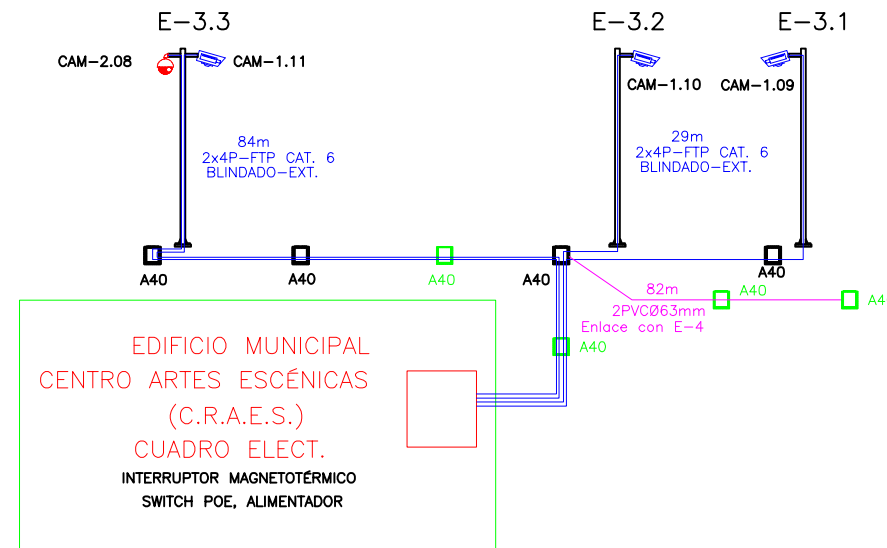 E-3.3
E-3.2
E-3.1
CAM-2.08
CAM-1.11
CAM-1.10
CAM-1.09
84m
2x4P-FTP CAT. 6
BLINDADO-EXT.
29m
2x4P-FTP CAT. 6
BLINDADO-EXT.
A40
A40
A40
A40
A40
82m
2PVCØ63mm
Enlace con E-4
A40
A4
A40
EDIFICIO MUNICIPAL
CENTRO ARTES ESCÉNICAS
(C.R.A.E.S.)
CUADRO ELECT.
INTERRUPTOR MAGNETOTÉRMICO
SWITCH POE, ALIMENTADOR